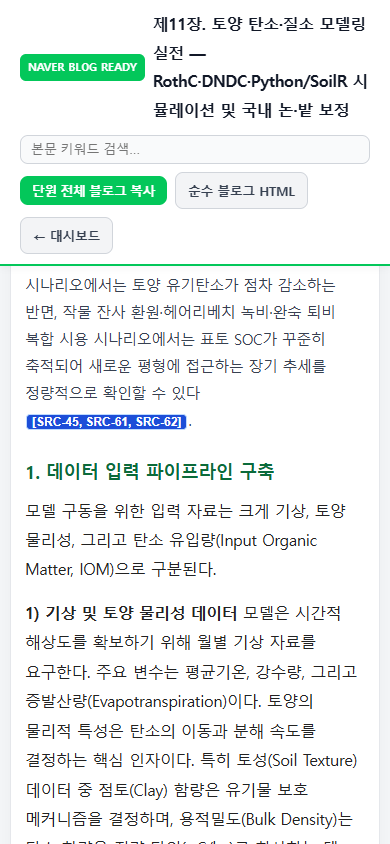 NAVER BLOG READY
제11장. 토양 탄소·질소 모델링
실전 —
RothC·DNDC·Python/SoilR 시
뮬레이션 및 국내 논·밭 보정
본문 키워드 검색...
단원 전체 블로그 복사
순수 블로그 HTML
← 대시보드
시나리오에서는 토양 유기탄소가 점차 감소하는
반면, 작물 잔사 환원·헤어리베치 녹비·완숙 퇴비
복합 시용 시나리오에서는 표토 SOC가 꾸준히
축적되어 새로운 평형에 접근하는 장기 추세를
정량적으로 확인할 수 있다
[SRC-45, SRC-61, SRC-62].
1. 데이터 입력 파이프라인 구축
모델 구동을 위한 입력 자료는 크게 기상, 토양
물리성, 그리고 탄소 유입량(Input Organic
Matter, IOM)으로 구분된다.
1) 기상 및 토양 물리성 데이터 모델은 시간적
해상도를 확보하기 위해 월별 기상 자료를
요구한다. 주요 변수는 평균기온, 강수량, 그리고
증발산량(Evapotranspiration)이다. 토양의
물리적 특성은 탄소의 이동과 분해 속도를
결정하는 핵심 인자이다. 특히 토성(Soil Texture)
데이터 중 점토(Clay) 함량은 유기물 보호
메커니즘을 결정하며, 용적밀도(Bulk Density)는